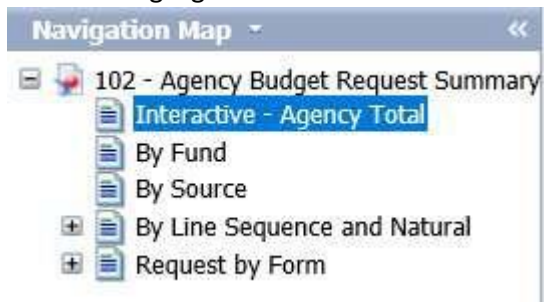 Navigation Map
102 - Agency Budget Request Summary
Interactive - Agency Total
By Fund
By Source
By Line Sequence and Natural
Request by Form